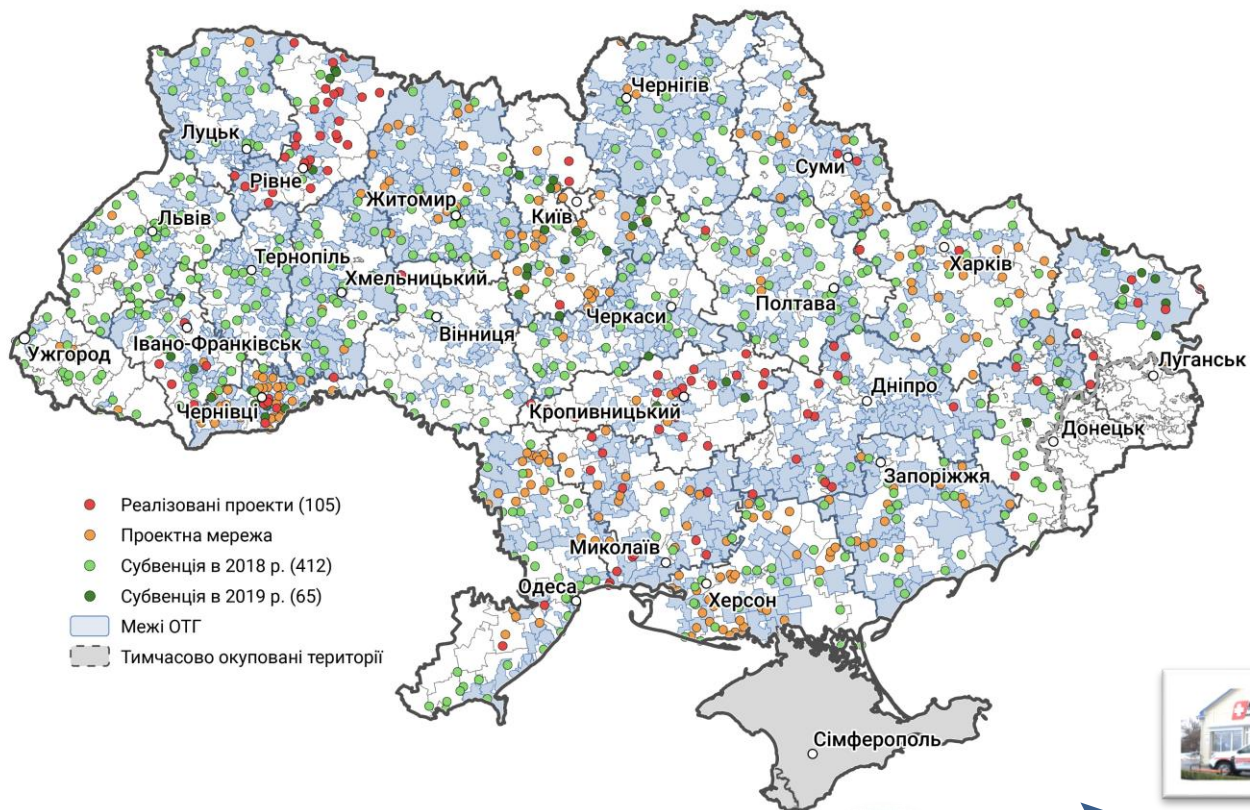 Чернігів
Луцьк
Рівне
Суми
Житомир
Київ
Львів
Тернопіль
Харків
Хмельницький
Полтава
Черкаси
Вінниця
Івано-Франківськ
Ужгород
Луганськ
Дніпро
Чернівці
Кропивницький
Донецьк
Запоріжжя
Реалізовані проекти (105)
Проектна мережа
Миколаїв
Субвенція в 2018 р. (412)
Одеса
Субвенція в 2019 р. (65)
Херсон
Межі ОТГ
Тимчасово окуповані території
Сімферополь